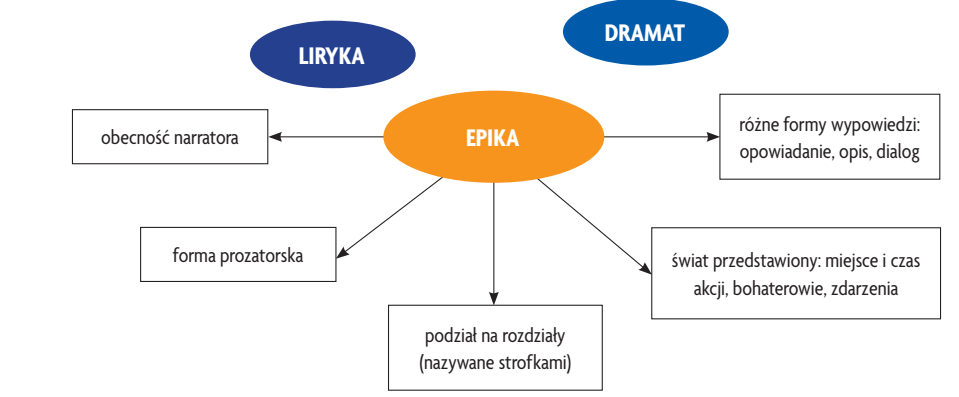 LIRYKA
DRAMAT
EPIKA
obecność narratora
różne formy wypowiedzi:
opowiadanie, opis, dialog
forma prozatorska
świat przedstawiony: miejsce i czas
akcji, bohaterowie, zdarzenia
podział na rozdziały
(nazywane strofkami)